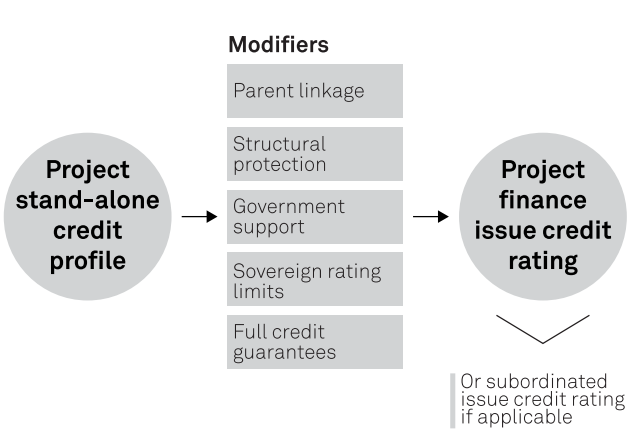 Modifiers
Parent linkage
Structural
protection
Government
support
Sovereign rating
limits
Full credit
guarantees
Project
stand-alone
credit
profile
Project
finance
issue credit
rating
Or subordinated
issue credit rating
if applicable